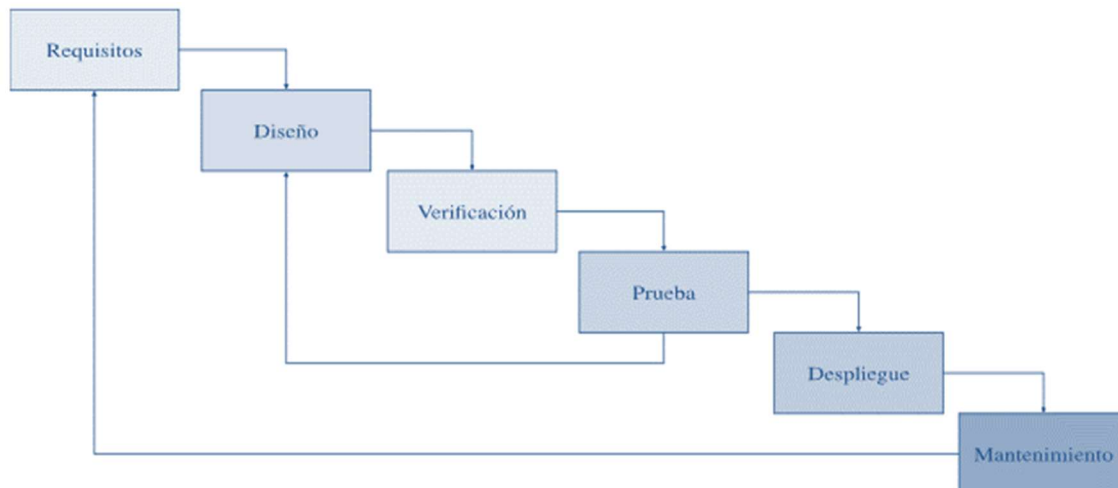 Requisitos
Diseño
Verificación
Prueba
Despliegue
Mantenimiento